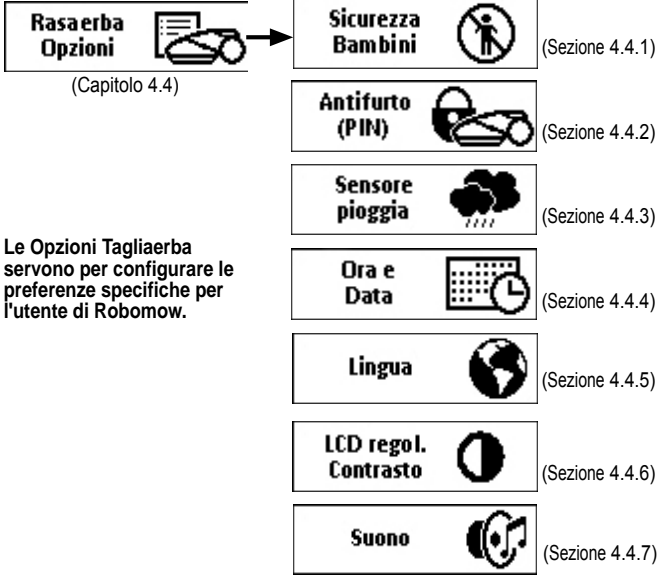 Rasaerba
Opzioni
(Capitolo 4.4)
Sicurezza
Bambini
(Sezione 4.4.1)
Antifurto
(PIN)
(Sezione 4.4.2)
Sensore
pioggia
(Sezione 4.4.3)
Le Opzioni Tagliaerba
servono per configurare le
preferenze specifiche per
l'utente di Robomow.
Ora e
Data
(Sezione 4.4.4)
Lingua
(Sezione 4.4.5)
LCD regol.
Contrasto
(Sezione 4.4.6)
Suono
(Sezione 4.4.7)